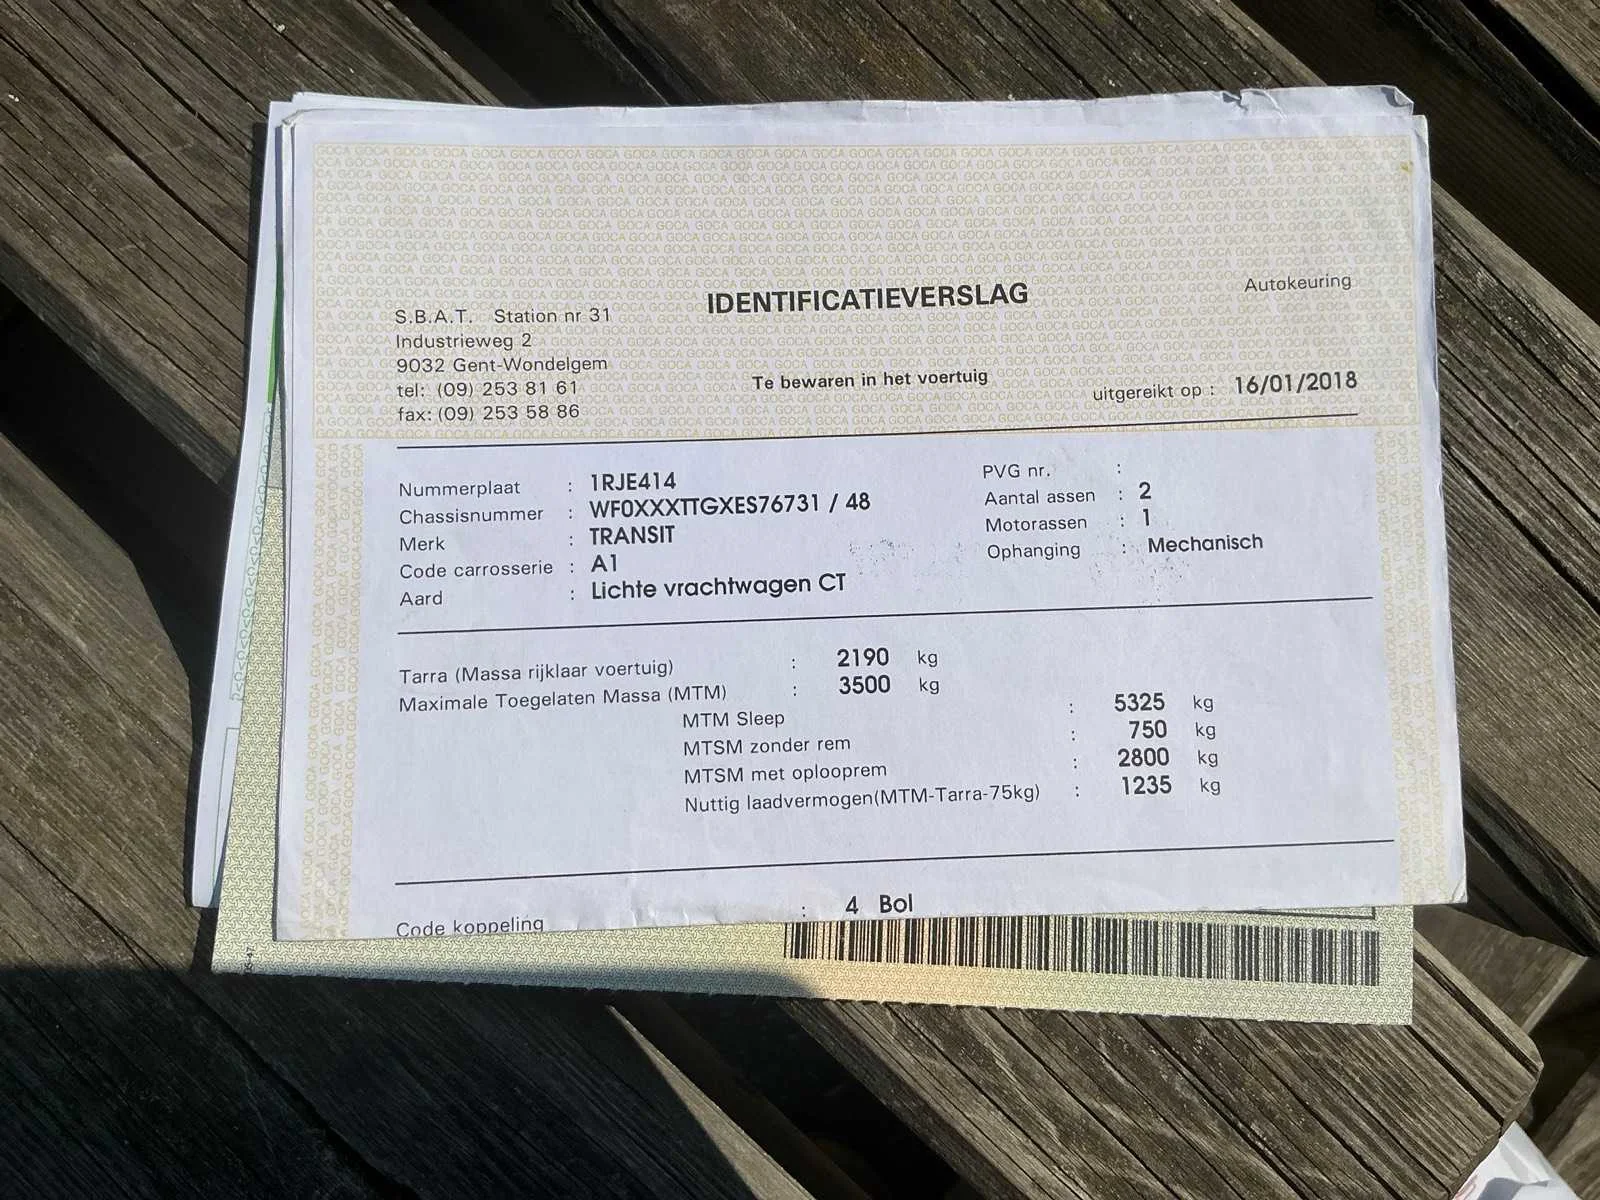 IDENTIFICATIEVERSLAG
Autokeuring
S.B.A.T. Station nr 31
Industrieweg 2
9032 Gent-Wondelgem
tel: (09) 253 81 61
fax: (09) 253 58 86
Te bewaren in het voertuig
uitgereikt op : 16/01/2018
Nummerplaat : 1RJE414
Chassisnummer : WF0XXXTTGXES76731 / 48
Merk : TRANSIT
Code carrosserie : A1
Aard : Lichte vrachtwagen CT
PVG nr. :
Aantal assen : 2
Motorassen : 1
Ophanging : Mechanisch
Tarra (Massa rijklaar voertuig) : 2190 kg
Maximale Toegelaten Massa (MTM) : 3500 kg
MTM Sleep : 5325 kg
MTSM zonder rem : 750 kg
MTSM met oplooprem : 2800 kg
Nuttig laadvermogen(MTM-Tarra-75kg) : 1235 kg
Code koppeling : 4 Bol